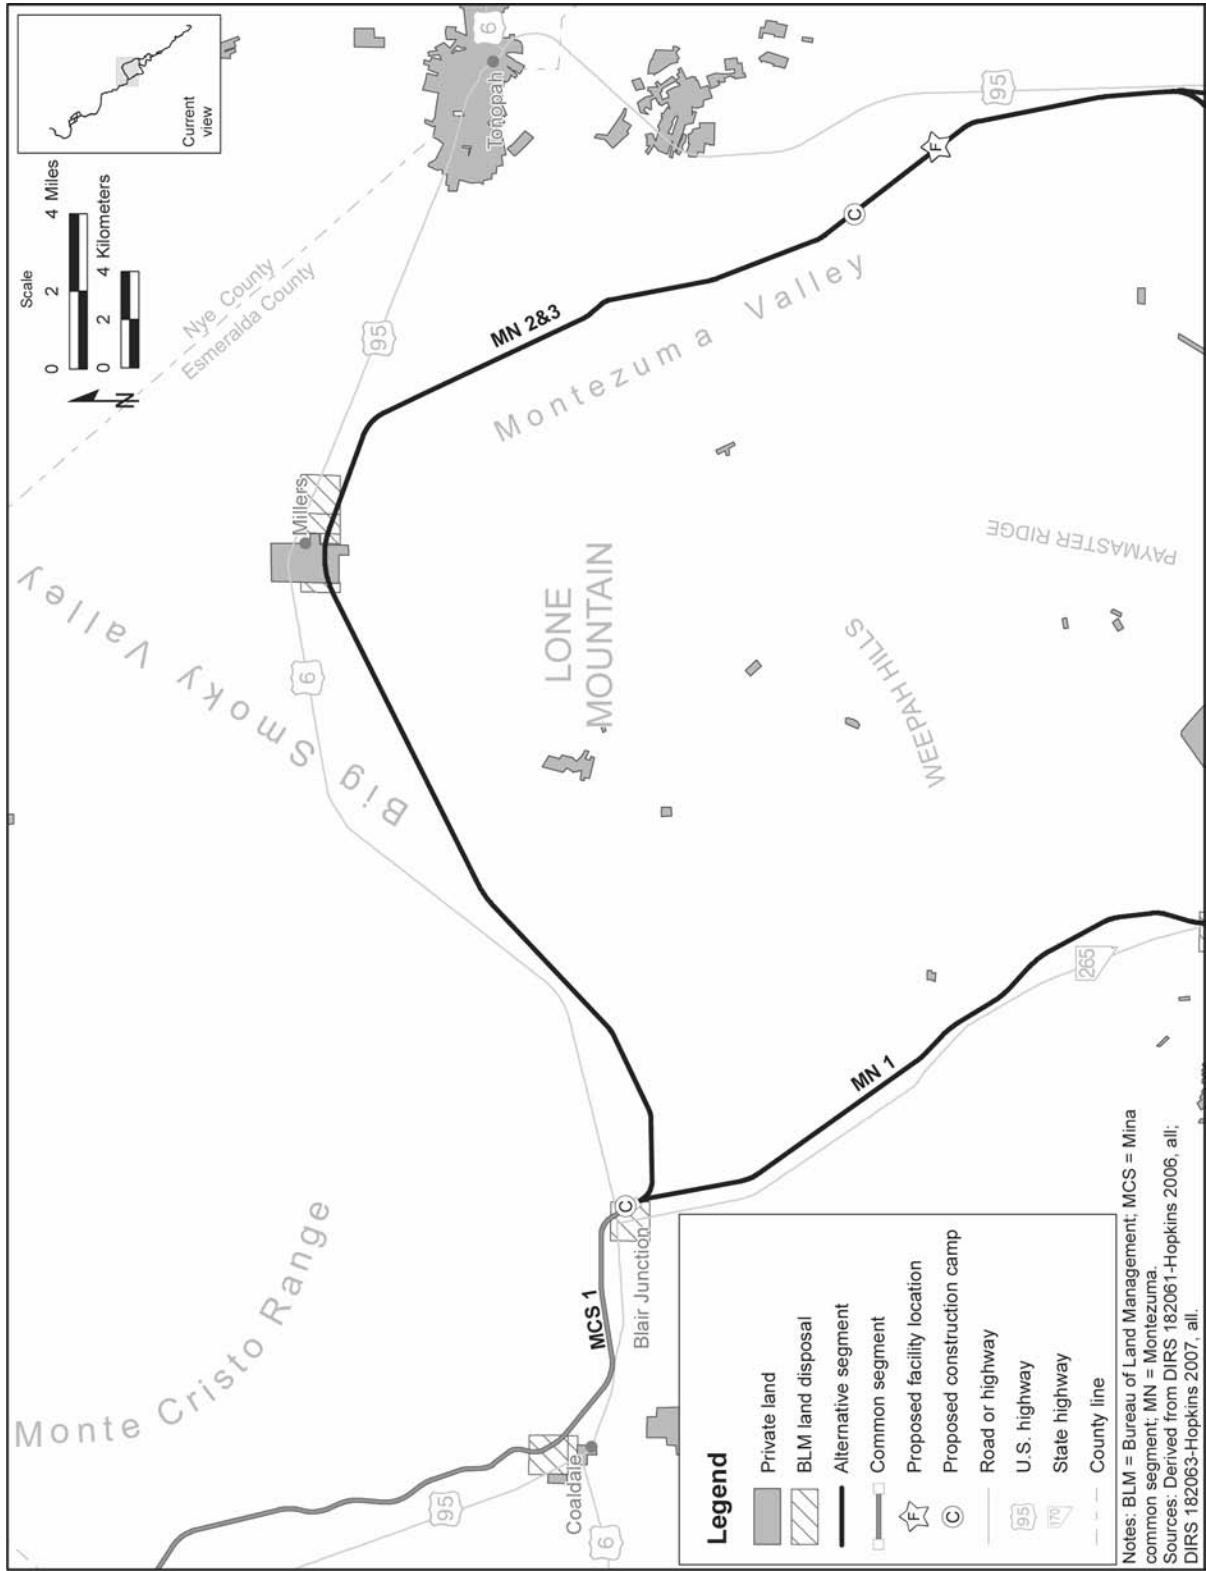 Monte Cristo Range
Big Smoky Valley
Nye County
Esmeralda County
Scale
0 2 4 Miles
0 2 4 Kilometers
N
Current
view
95
Coaldale
6
MCS 1
Blair Junction
C
6
Millers
95
Tonopah
6
MN 2&3
Montezuma Valley
LONE
MOUNTAIN
WEEPAH HILLS
PAYMASTER RIDGE
C
F
95
MN 1
265
Legend
Private land
BLM land disposal
Alternative segment
Common segment
F Proposed facility location
C Proposed construction camp
Road or highway
95 U.S. highway
170 State highway
County line
Notes: BLM = Bureau of Land Management; MCS = Mina
common segment; MN = Montezuma.
Sources: Derived from DIRS 182061-Hopkins 2006, all;
DIRS 182063-Hopkins 2007, all.